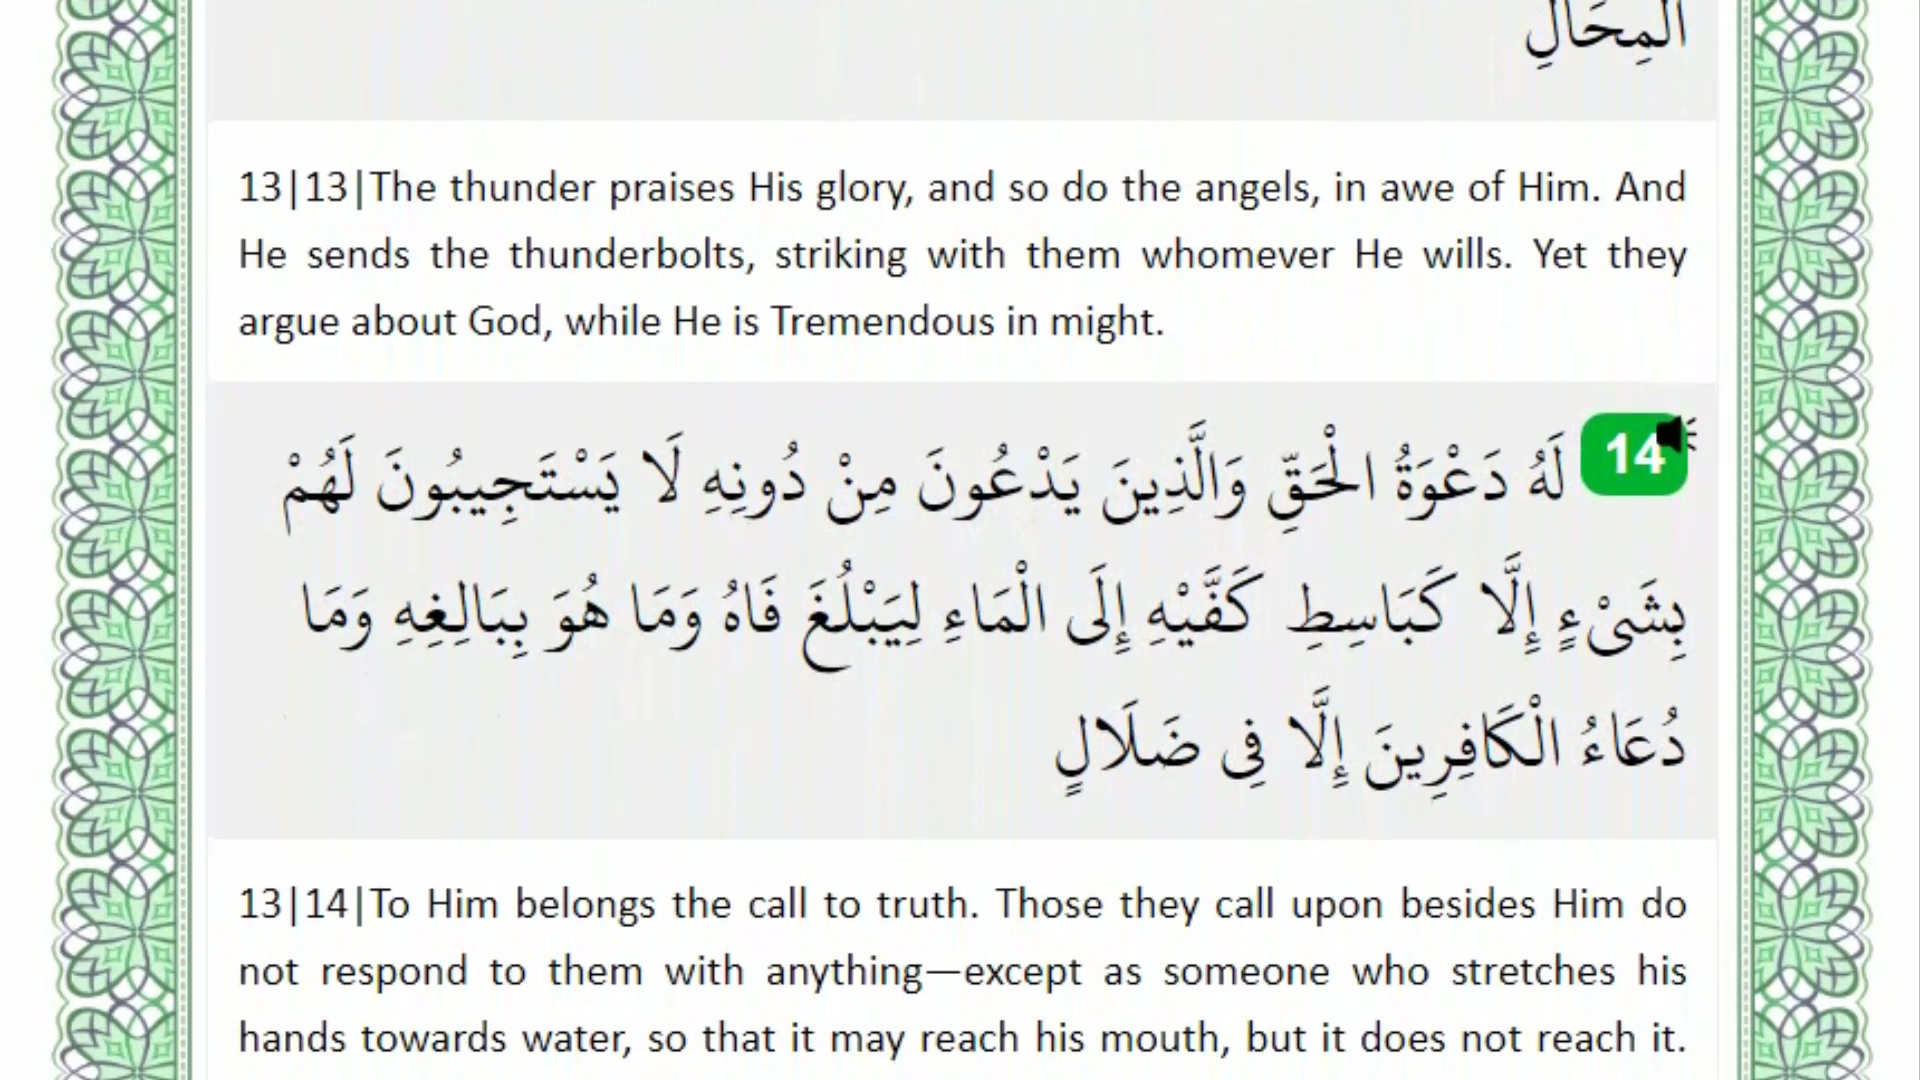 الْمِحَالِ
13|13|The thunder praises His glory, and so do the angels, in awe of Him. And
He sends the thunderbolts, striking with them whomever He wills. Yet they
argue about God, while He is Tremendous in might.
14 لَهُ دَعْوَةُ الْحَقِّ وَالَّذِينَ يَدْعُونَ مِنْ دُونِهِ لَا يَسْتَجِيبُونَ لَهُمْ
بِشَىْءٍ إِلَّا كَبَاسِطِ كَفَّيْهِ إِلَى الْمَاءِ لِيَبْلُغَ فَاهُ وَمَا هُوَ بِبَالِغِهِ وَمَا
دُعَاءُ الْكَافِرِينَ إِلَّا فِى ضَلَالٍ
13|14|To Him belongs the call to truth. Those they call upon besides Him do
not respond to them with anything—except as someone who stretches his
hands towards water, so that it may reach his mouth, but it does not reach it.